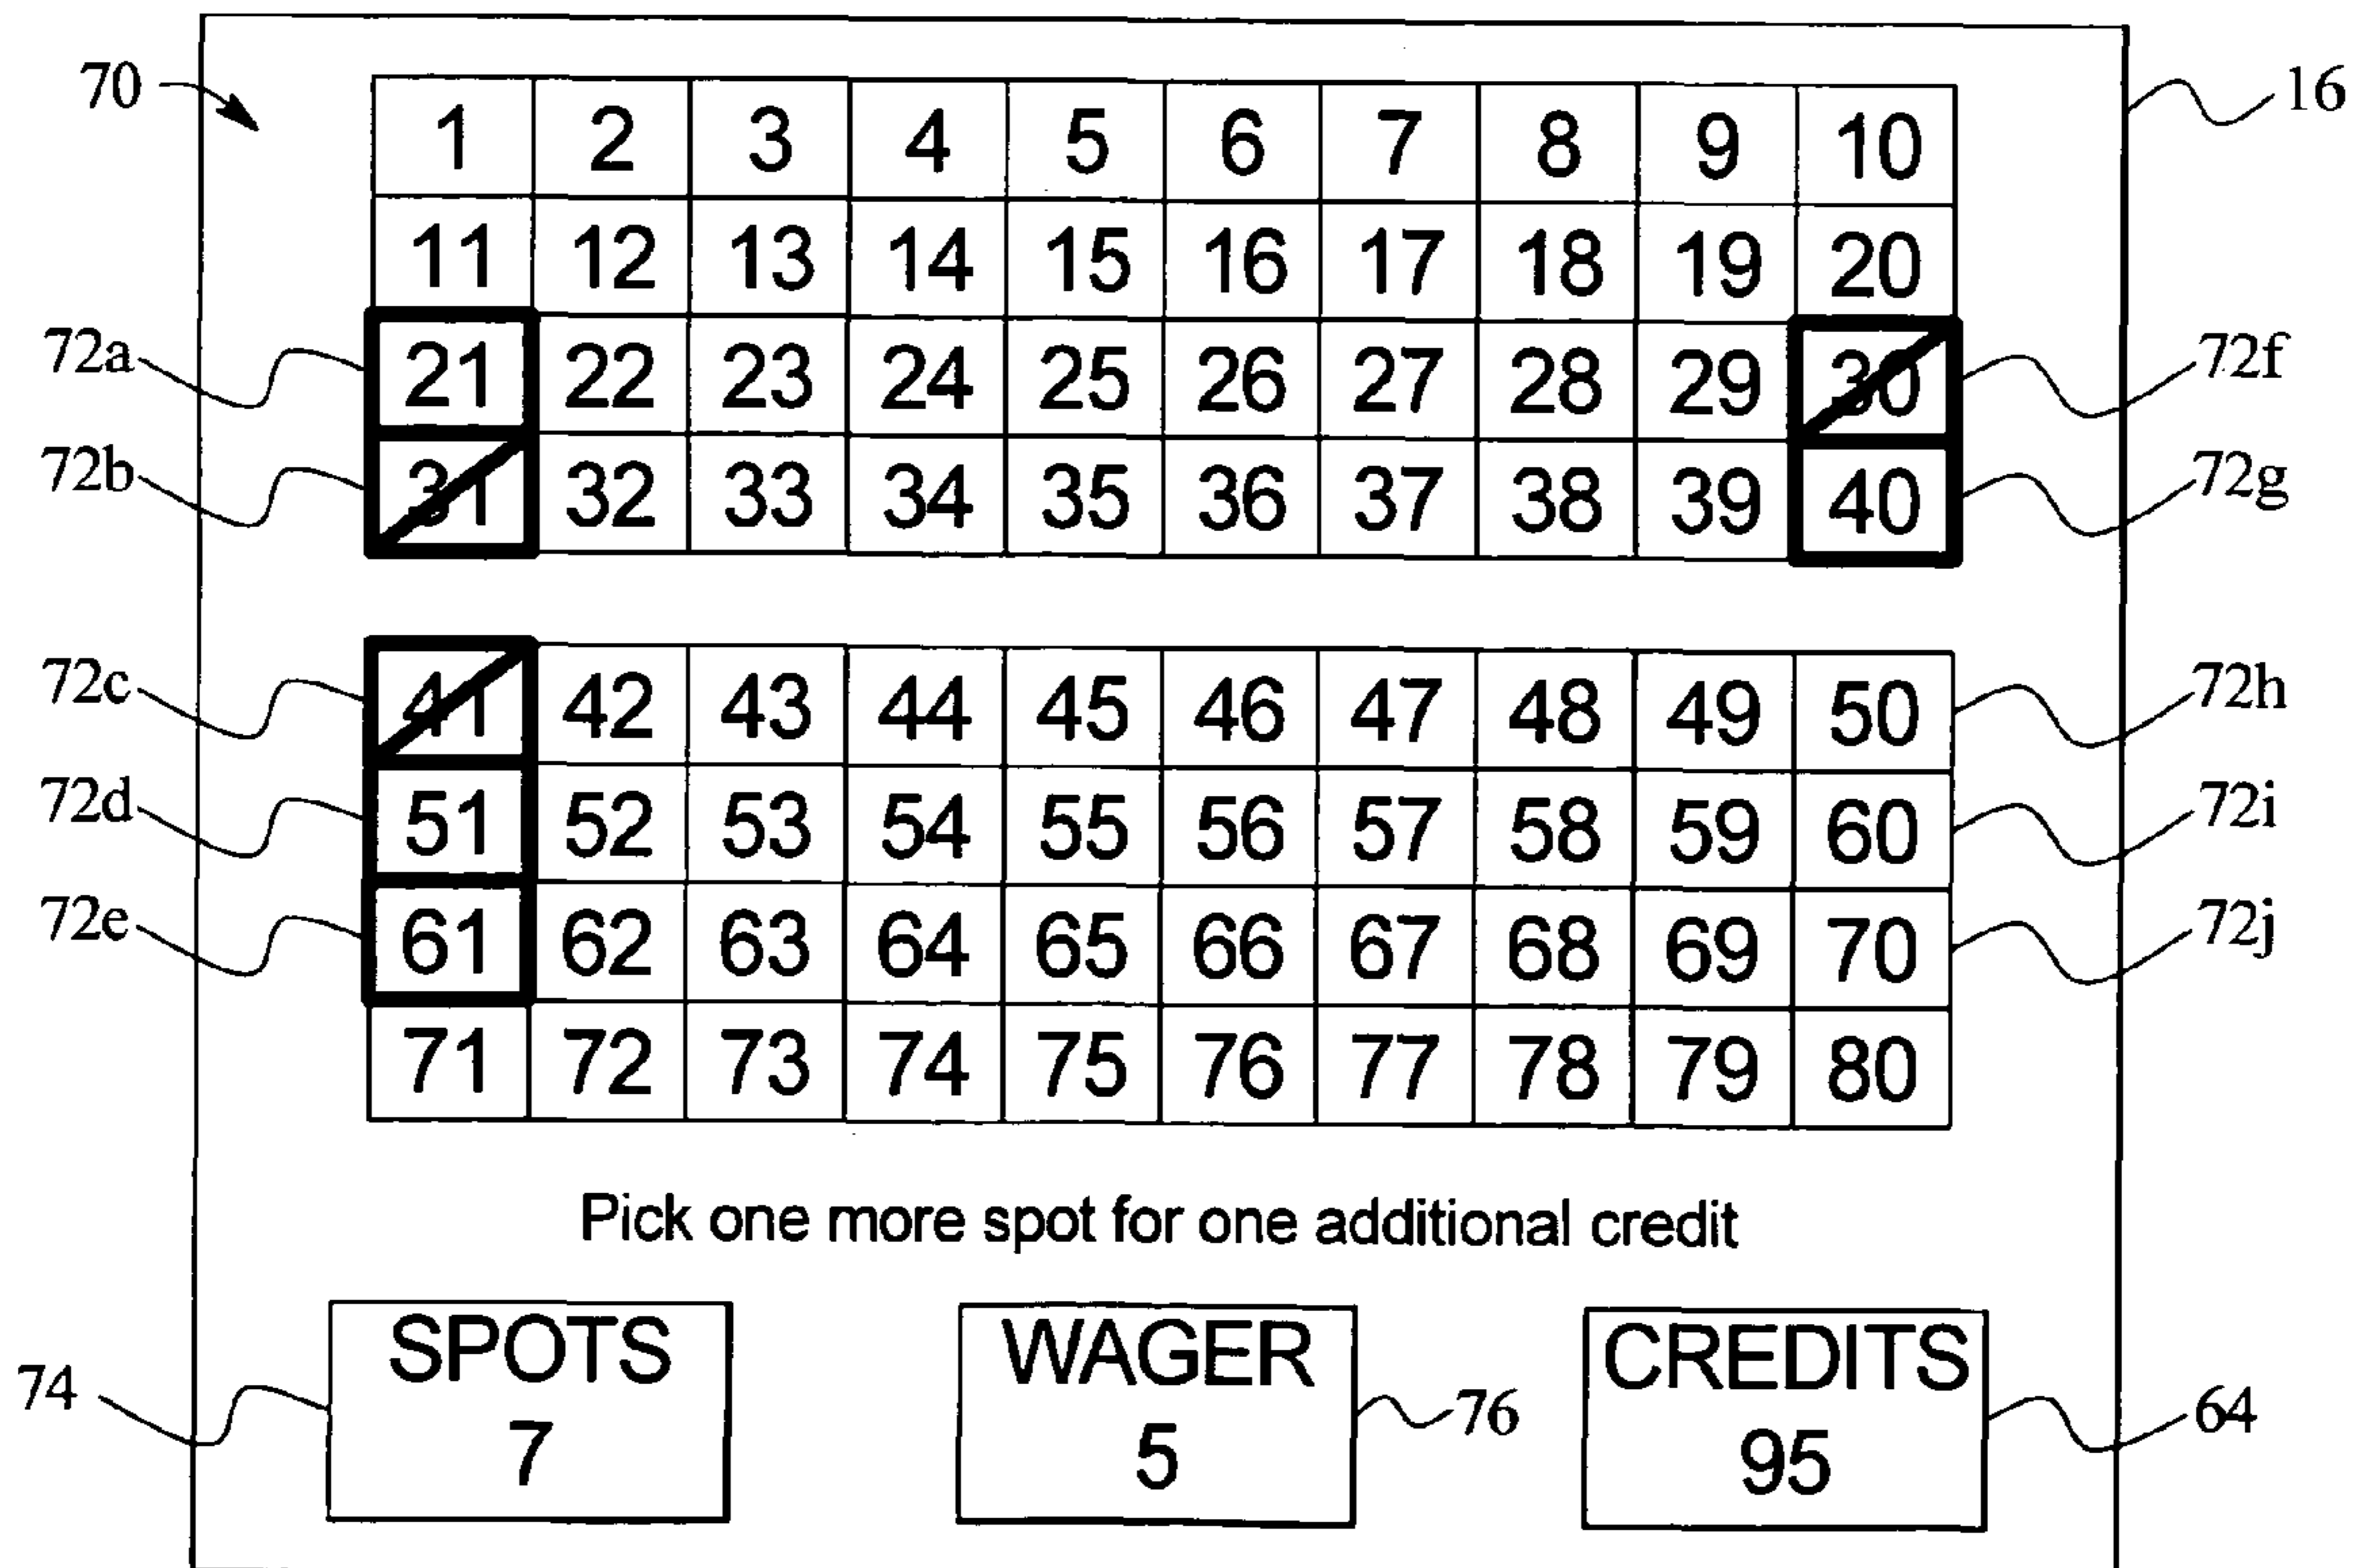 70
16
1 2 3 4 5 6 7 8 9 10
11 12 13 14 15 16 17 18 19 20
72a 21 22 23 24 25 26 27 28 29 30 72f
72b 31 32 33 34 35 36 37 38 39 40 72g
72c 41 42 43 44 45 46 47 48 49 50 72h
72d 51 52 53 54 55 56 57 58 59 60 72i
72e 61 62 63 64 65 66 67 68 69 70 72j
71 72 73 74 75 76 77 78 79 80
Pick one more spot for one additional credit
SPOTS WAGER CREDITS
74 7 5 76 95 64